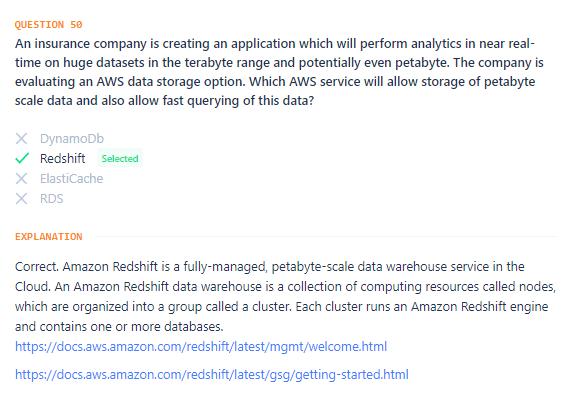 QUESTION 50
An insurance company is creating an application which will perform analytics in near real-
time on huge datasets in the terabyte range and potentially even petabyte. The company is
evaluating an AWS data storage option. Which AWS service will allow storage of petabyte
scale data and also allow fast querying of this data?
DynamoDb
Redshift Selected
ElastiCache
RDS
EXPLANATION
Correct. Amazon Redshift is a fully-managed, petabyte-scale data warehouse service in the
Cloud. An Amazon Redshift data warehouse is a collection of computing resources called nodes,
which are organized into a group called a cluster. Each cluster runs an Amazon Redshift engine
and contains one or more databases.
https://docs.aws.amazon.com/redshift/latest/mgmt/welcome.html
https://docs.aws.amazon.com/redshift/latest/gsg/getting-started.html